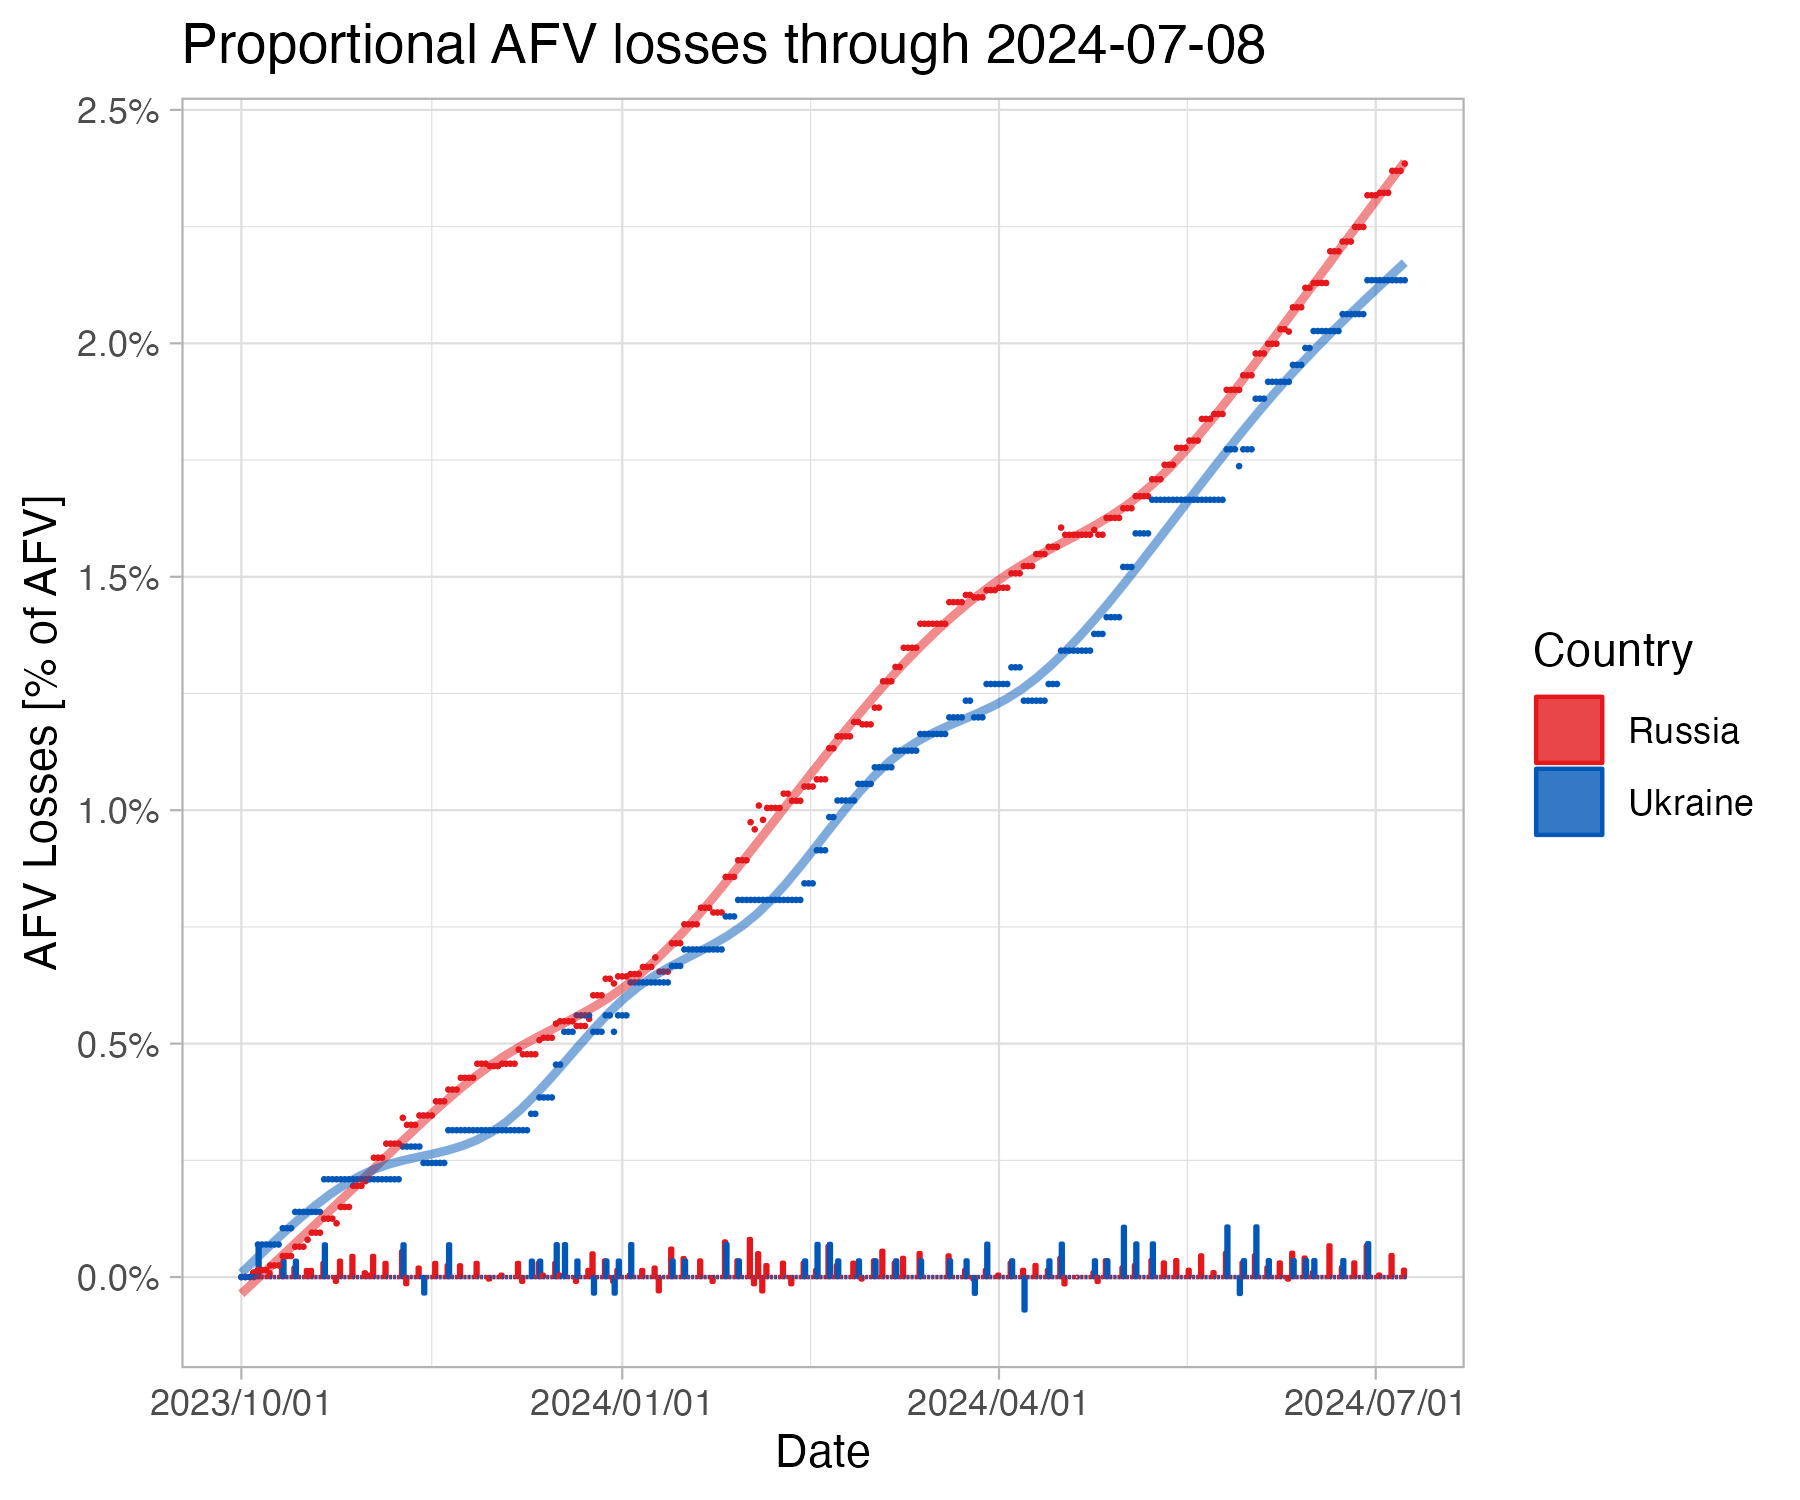 Proportional AFV losses through 2024-07-08
2.5%
2.0%
1.5%
1.0%
0.5%
0.0%
AFV Losses [% of AFV]
2023/10/01
2024/01/01
2024/04/01
2024/07/01
Date
Country
Russia
Ukraine